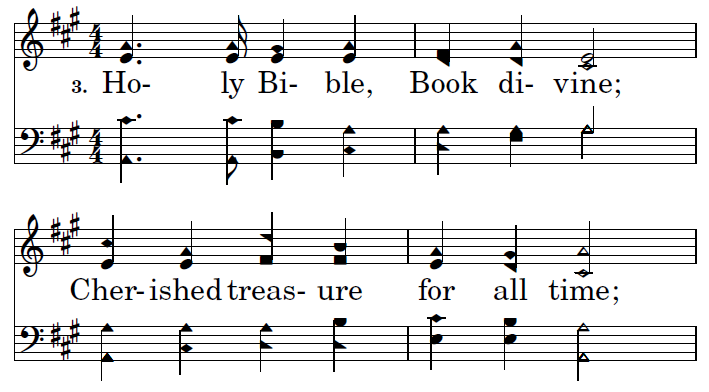 3. Ho- ly Bi- ble, Book di- vine;
Cher- ished treas- ure for all time;